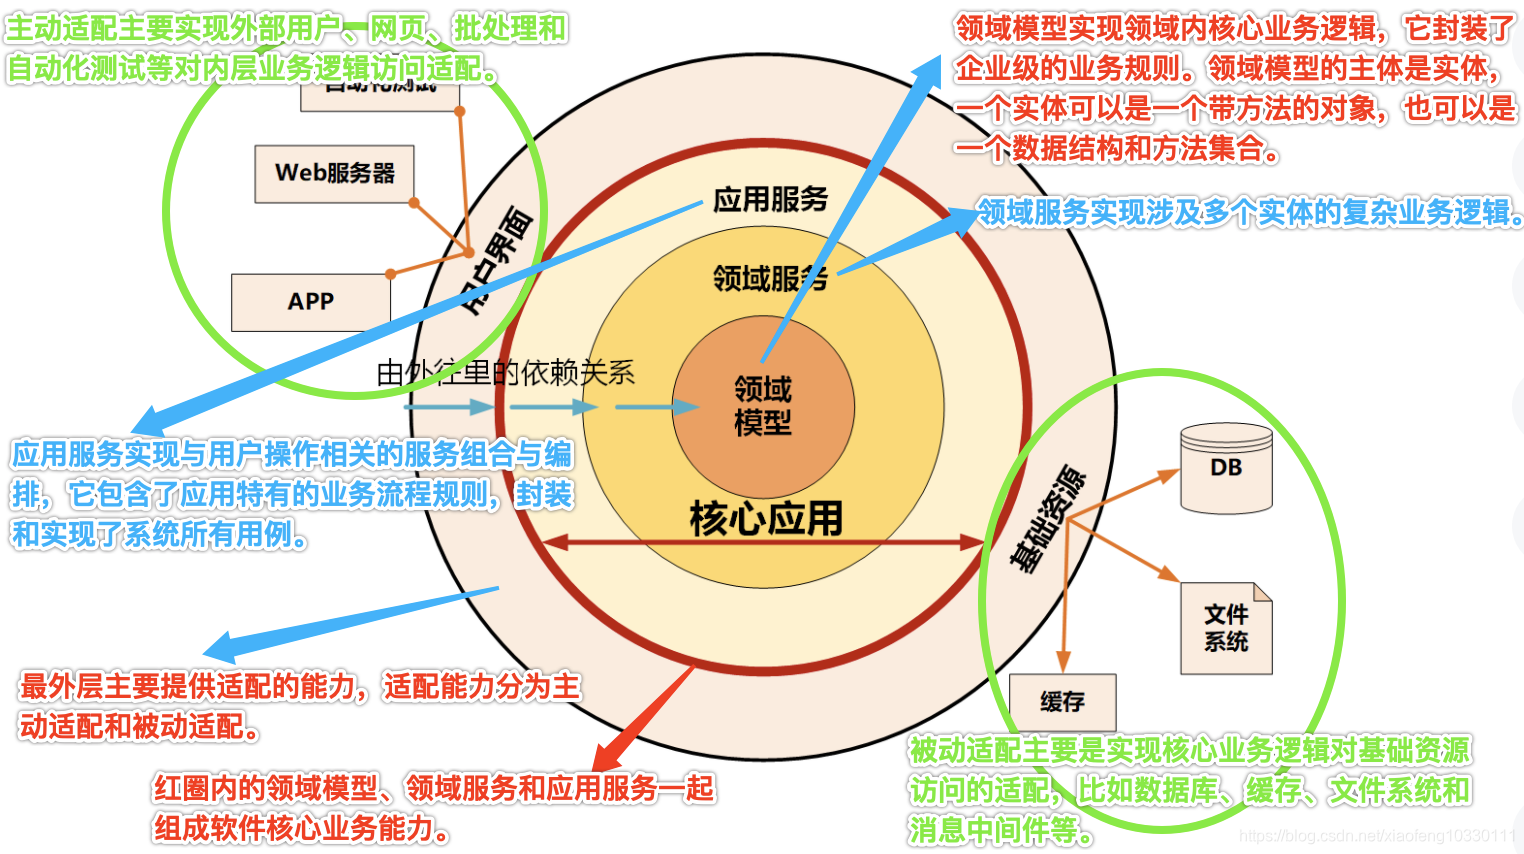 主动适配主要实现外部用户、网页、批处理和
自动化测试等对内层业务逻辑访问适配。
自动化测试
Web服务器
APP
用户界面
领域模型实现领域内核心业务逻辑，它封装了
企业级的业务规则。领域模型的主体是实体，
一个实体可以是一个带方法的对象，也可以是
一个数据结构和方法集合。
应用服务
领域服务实现涉及多个实体的复杂业务逻辑。
领域服务
由外往里的依赖关系
领域
模型
应用服务实现与用户操作相关的服务组合与编
排，它包含了应用特有的业务流程规则，封装
和实现了系统所有用例。
核心应用
基础资源
DB
文件
系统
缓存
最外层主要提供适配的能力，适配能力分为主
动适配和被动适配。
红圈内的领域模型、领域服务和应用服务一起
组成软件核心业务能力。
被动适配主要是实现核心业务逻辑对基础资源
访问的适配，比如数据库、缓存、文件系统和
消息中间件等。
https://blog.csdn.net/xiaofeng10330111